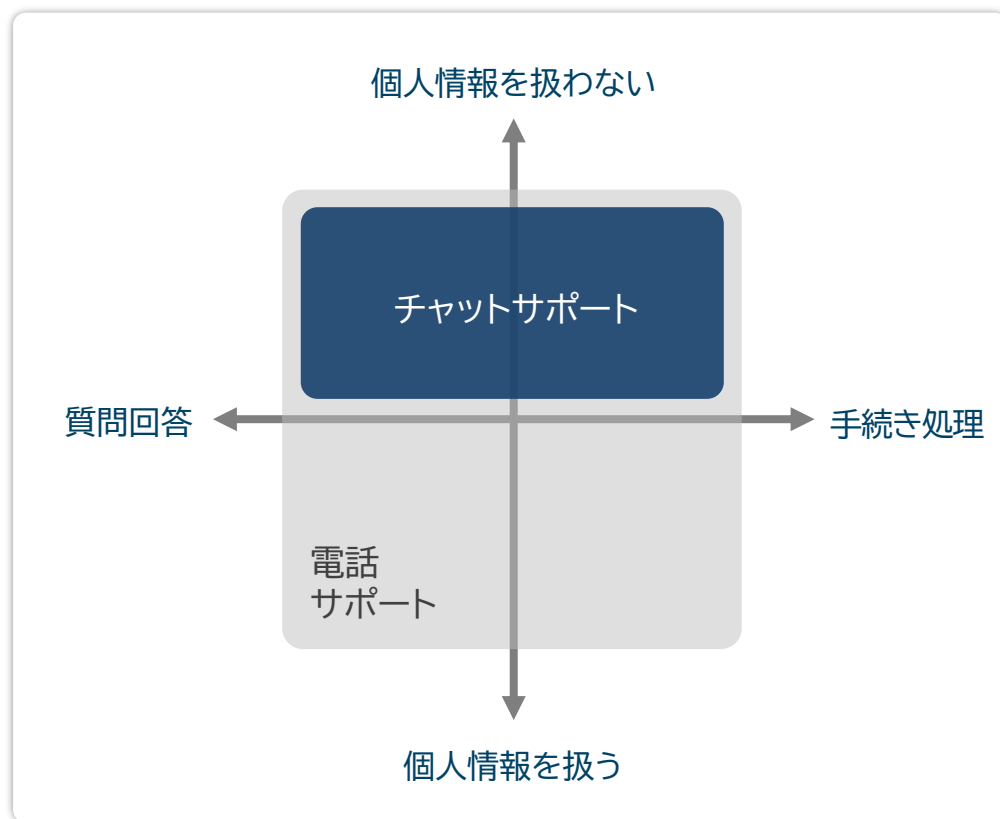 個人情報を扱わない
チャットサポート
質問回答
手続き処理
電話
サポート
個人情報を扱う